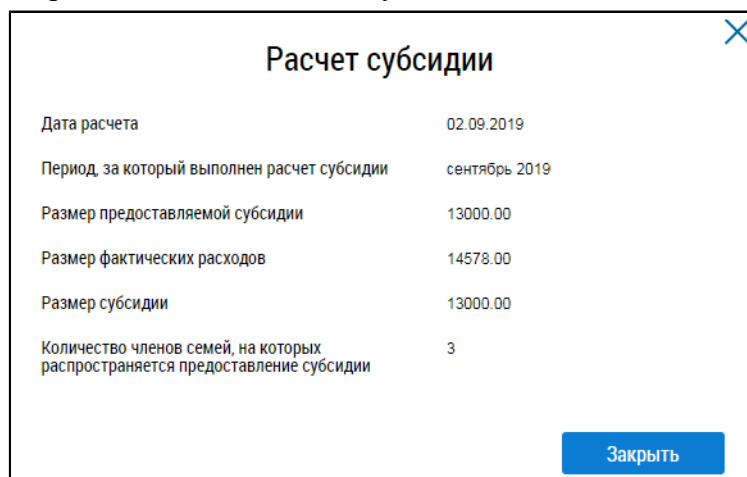 Расчет субсидии
Дата расчета 02.09.2019
Период, за который выполнен расчет субсидии сентябрь 2019
Размер предоставляемой субсидии 13000.00
Размер фактических расходов 14578.00
Размер субсидии 13000.00
Количество членов семей, на которых 3
распространяется предоставление субсидии
Закрыть